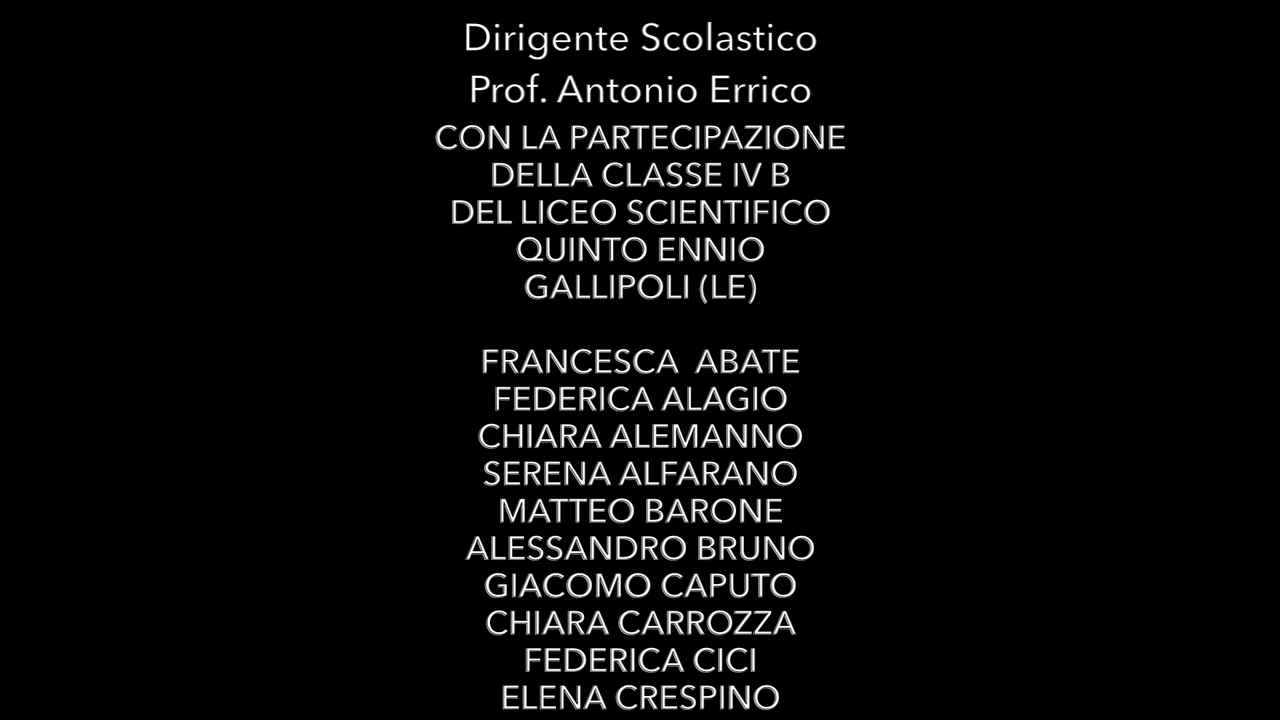 Dirigente Scolastico
Prof. Antonio Errico
CON LA PARTECIPAZIONE
DELLA CLASSE IV B
DEL LICEO SCIENTIFICO
QUINTO ENNIO
GALLIPOLI (LE)
FRANCESCA  ABATE
FEDERICA ALAGIO
CHIARA ALEMANNO
SERENA ALFARANO
MATTEO BARONE
ALESSANDRO BRUNO
GIACOMO CAPUTO
CHIARA CARROZZA
FEDERICA CICI
ELENA CRESPINO